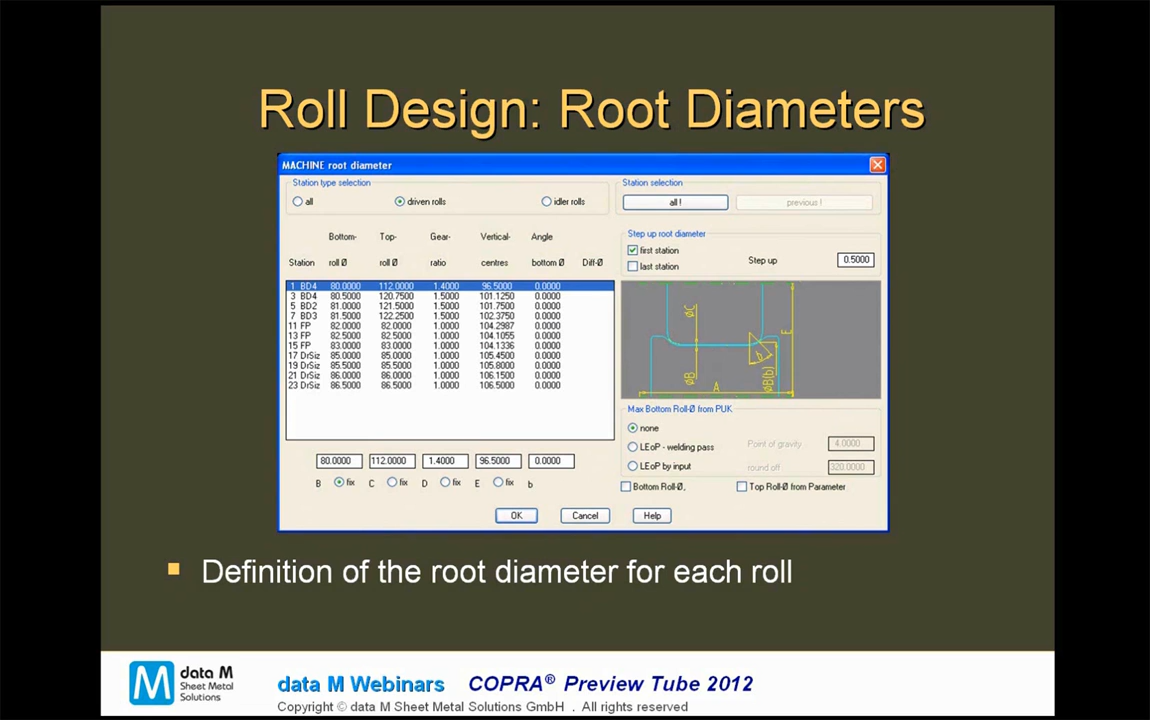 Roll Design: Root Diameters
MACHINE root diameter
Station type selection
all
driven rolls
idler rolls
Station selection
all !
previous !
Bottom- Top- Gear- Vertical- Angle
Station roll Ø roll Ø ratio centres bottom Ø Diff-Ø
1 BD4 80.0000 112.0000 1.4000 96.5000 0.0000
3 BD4 80.5000 120.7500 1.5000 101.1250 0.0000
5 BD2 81.0000 121.5000 1.5000 101.7500 0.0000
7 BD3 81.5000 122.2500 1.5000 102.3750 0.0000
11 FP 82.0000 82.0000 1.0000 104.2987 0.0000
13 FP 82.5000 82.5000 1.0000 104.1055 0.0000
15 FP 83.0000 83.0000 1.0000 104.1336 0.0000
17 DrSiz 85.0000 85.0000 1.0000 105.4500 0.0000
19 DrSiz 85.5000 85.5000 1.0000 105.8000 0.0000
21 DrSiz 86.0000 86.0000 1.0000 106.1500 0.0000
23 DrSiz 86.5000 86.5000 1.0000 106.5000 0.0000
80.0000 112.0000 1.4000 96.5000 0.0000
B fix C fix D fix E fix b
Step up root diameter
first station
last station
Step up 0.5000
ØC
E
b
ØB
ØB(b)
A
Max Bottom Roll-Ø from PUK
none
LEoP - welding pass
LEoP by input
Point of gravity 4.0000
round off 320.0000
Bottom Roll-Ø,
Top Roll-Ø from Parameter
OK Cancel Help
Definition of the root diameter for each roll
M
data M
Sheet Metal
Solutions
data M Webinars COPRA® Preview Tube 2012
Copyright © data M Sheet Metal Solutions GmbH . All rights reserved